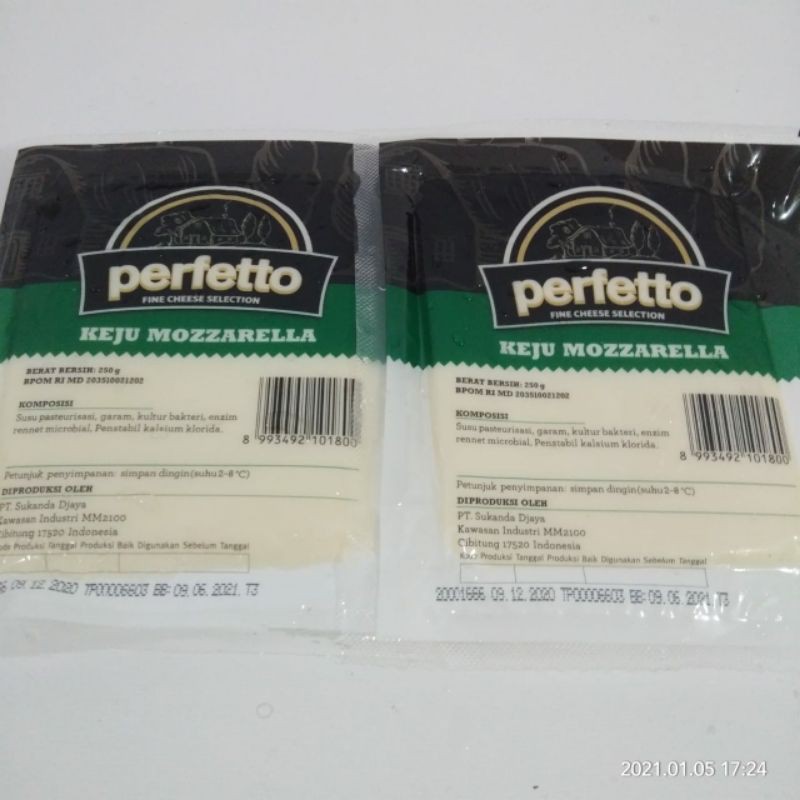 perfetto
FINE CHEESE SELECTION
KEJU MOZZARELLA
BERAT BERSIH: 250 g
BPOM RI MD 203510021202
KOMPOSISI
Susu pasteurisasi, garam, kultur bakteri, enzim
rennet microbial, Penstabil kalsium klorida.
8 993492 101800
Petunjuk penyimpanan: simpan dingin(suhu 2-8 °C)
DIPRODUKSI OLEH
PT. Sukanda Djaya
Kawasan Industri MM2100
Cibitung 17520 Indonesia
Kode Produksi Tanggal Produksi Baik Digunakan Sebelum Tanggal
09.12.2020 TP00006603 BB:09.06.2021. T3
perfetto
FINE CHEESE SELECTION
KEJU MOZZARELLA
BERAT BERSIH: 250 g
BPOM RI MD 203510021202
KOMPOSISI
Susu pasteurisasi, garam, kultur bakteri, enzim
rennet microbial, Penstabil kalsium klorida.
8 993492 101800
Petunjuk penyimpanan: simpan dingin(suhu 2-8 °C)
DIPRODUKSI OLEH
PT. Sukanda Djaya
Kawasan Industri MM2100
Cibitung 17520 Indonesia
Kode Produksi Tanggal Produksi Baik Digunakan Sebelum Tanggal
20001666 09.12.2020 TP00006603 BB:09.06.2021. T3
2021.01.05 17:24